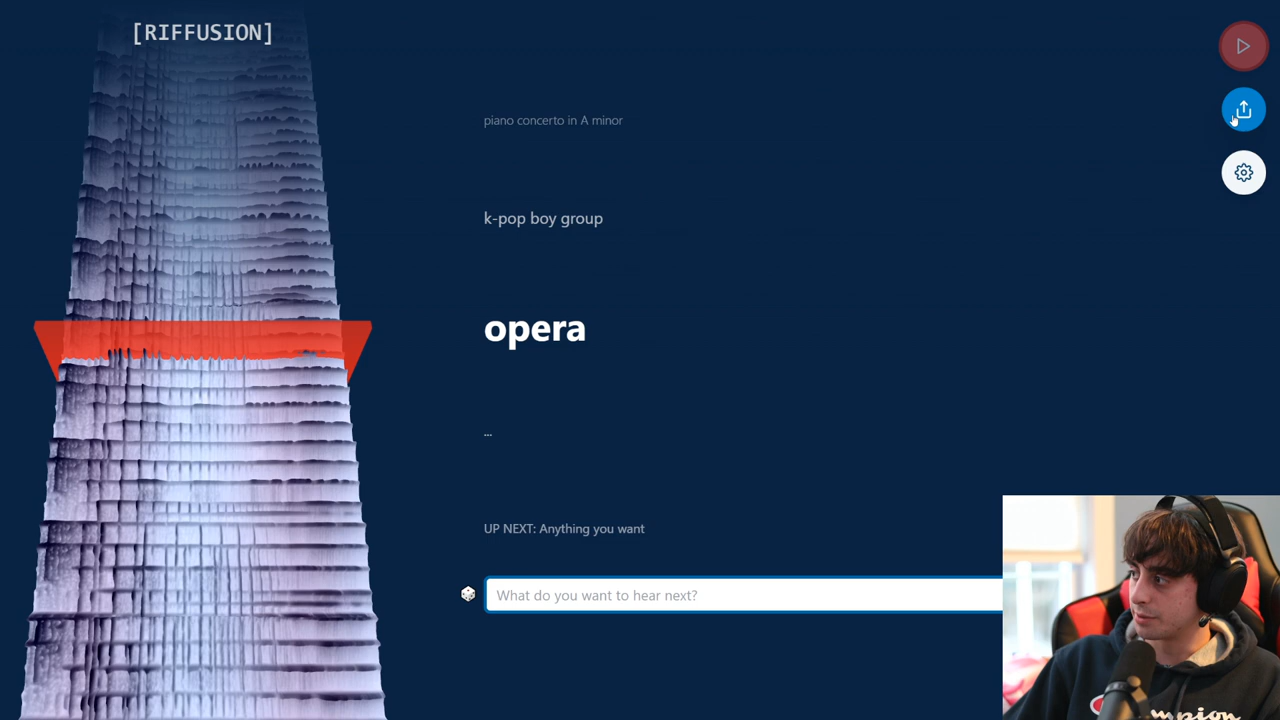 [RIFFUSION]
piano concerto in A minor
k-pop boy group
opera
...
UP NEXT: Anything you want
What do you want to hear next?